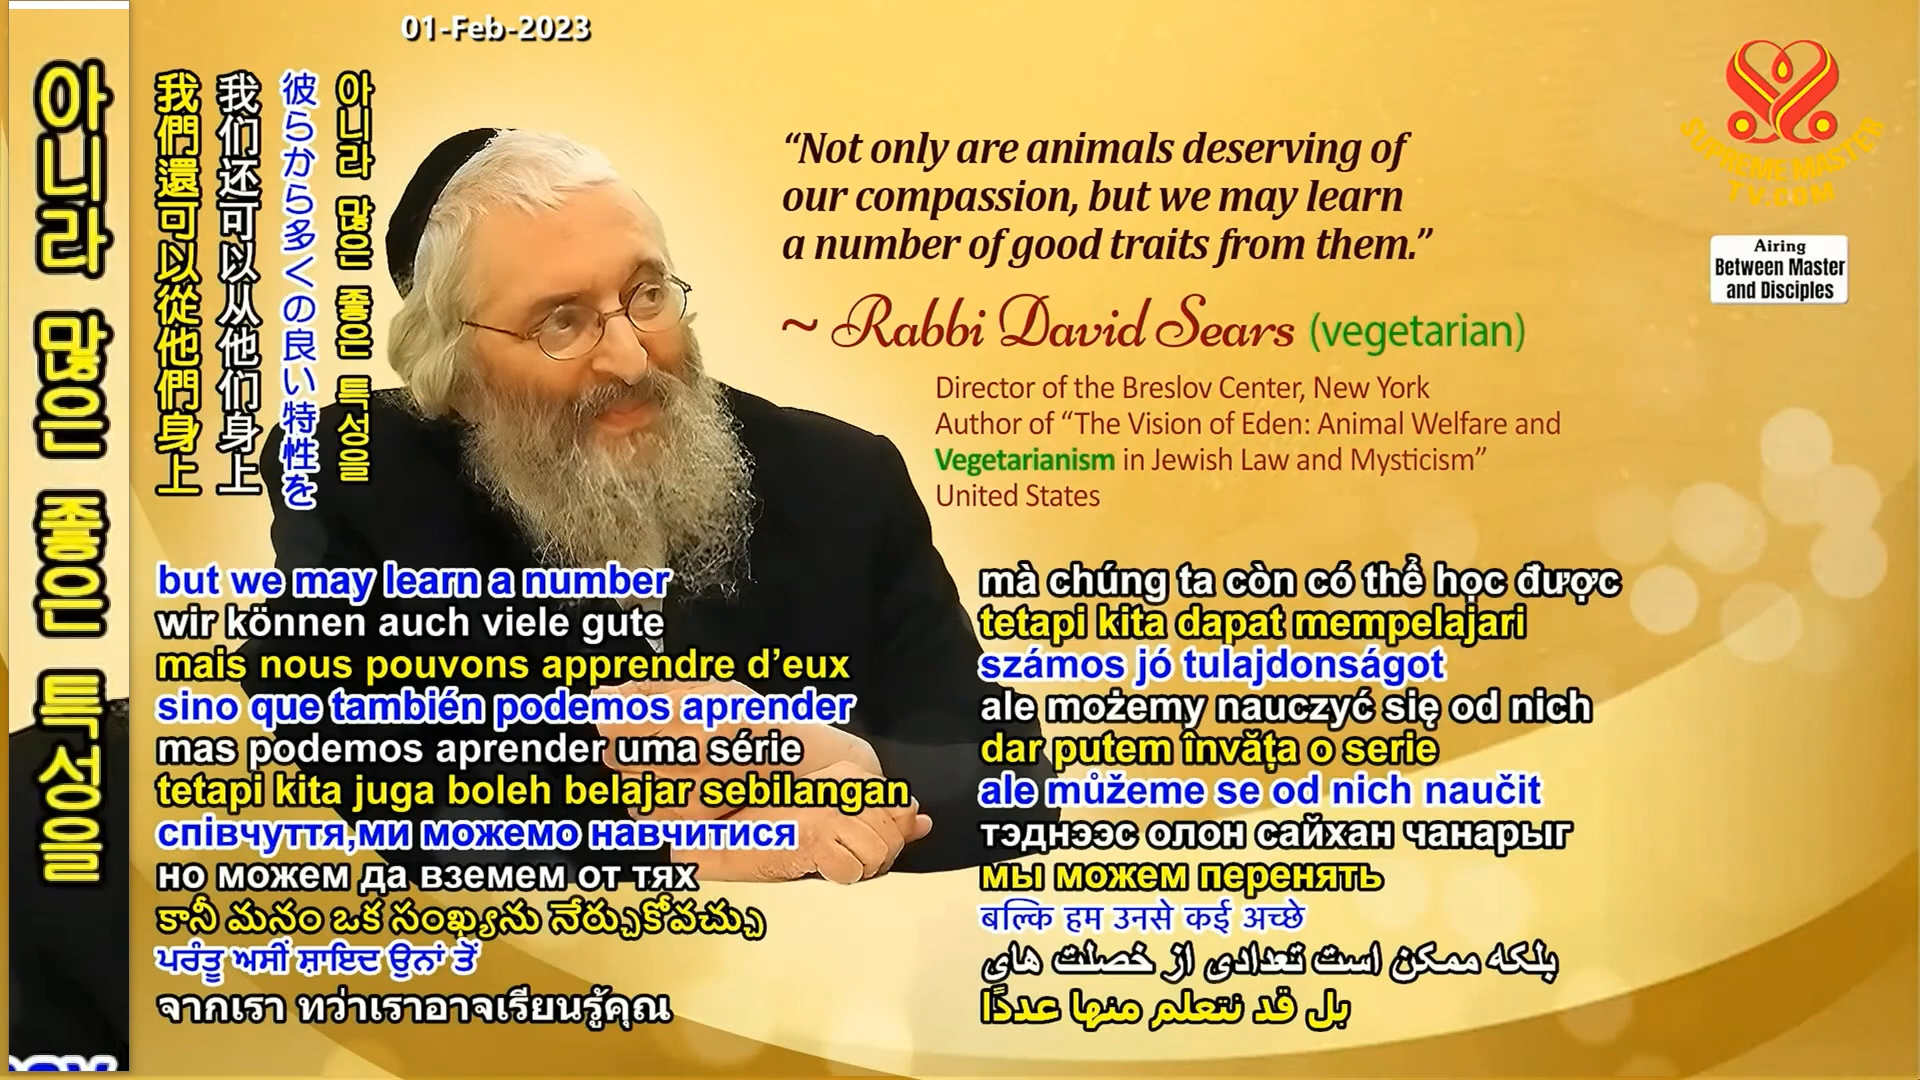 01-Feb-2023
아니라 많은 좋은 특성을
我們還可以從他們身上
我们还可以从他们身上
彼らから多くの良い特性を
아니라 많은 좋은 특성을
“Not only are animals deserving of
our compassion, but we may learn
a number of good traits from them.”
~ Rabbi David Sears (vegetarian)
Director of the Breslov Center, New York
Author of “The Vision of Eden: Animal Welfare and
Vegetarianism in Jewish Law and Mysticism”
United States
SUPREME MASTER
TV.COM
Airing
Between Master
and Disciples
but we may learn a number
wir können auch viele gute
mais nous pouvons apprendre d’eux
sino que también podemos aprender
mas podemos aprender uma série
tetapi kita juga boleh belajar sebilangan
співчуття,ми можемо навчитися
но можем да вземем от тях
కానీ మనం ఒక సంఖ్యను నేర్చుకోవచ్చు
ਪਰੰਤੂ ਅਸੀਂ ਸ਼ਾਇਦ ਉਨਾਂ ਤੋਂ
จากเรา ทว่าเราอาจเรียนรู้คุณ
mà chúng ta còn có thể học được
tetapi kita dapat mempelajari
számos jó tulajdonságot
ale możemy nauczyć się od nich
dar putem învăța o serie
ale můžeme se od nich naučit
тэднээс олон сайхан чанарыг
мы можем перенять
बल्कि हम उनसे कई अच्छे
بلکه ممکن است تعدادی از خصلت های
بل قد نتعلم منها عددًا